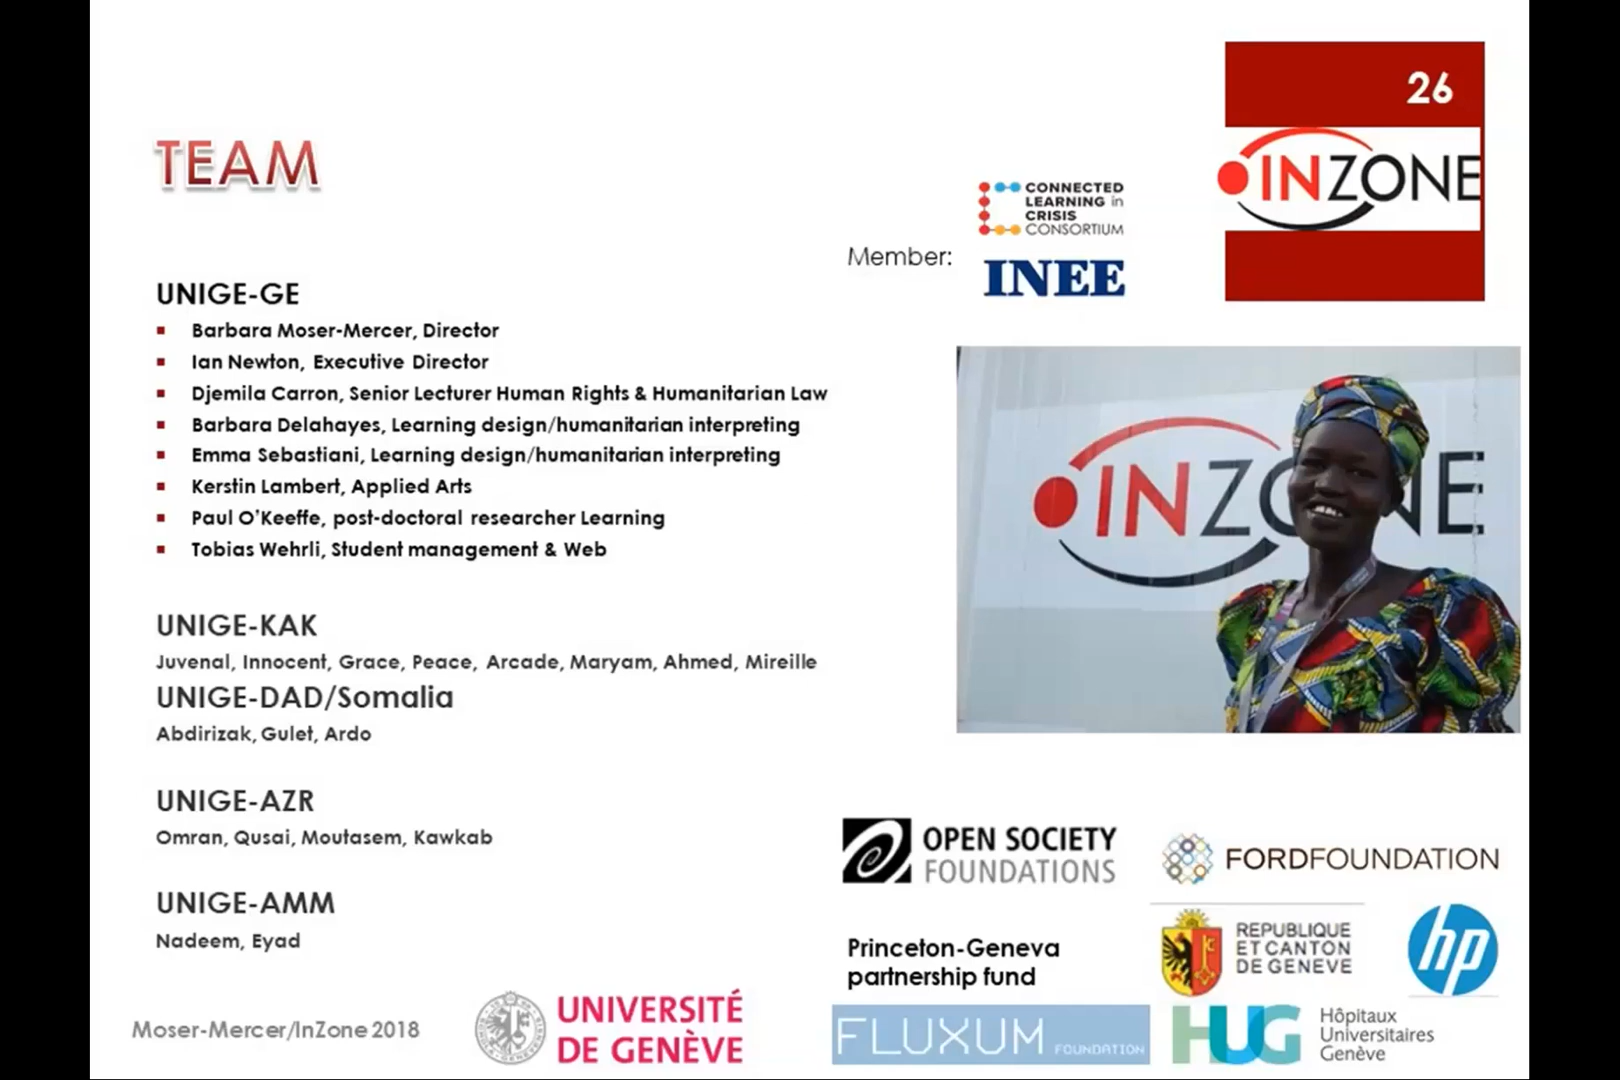 26
INZONE
TEAM
CONNECTED
LEARNING in
CRISIS
CONSORTIUM
Member:
INEE
UNIGE-GE
Barbara Moser-Mercer, Director
Ian Newton, Executive Director
Djemila Carron, Senior Lecturer Human Rights & Humanitarian Law
Barbara Delahayes, Learning design/humanitarian interpreting
Emma Sebastiani, Learning design/humanitarian interpreting
Kerstin Lambert, Applied Arts
Paul O'Keeffe, post-doctoral researcher Learning
Tobias Wehrli, Student management & Web
INZONE
UNIGE-KAK
Juvenal, Innocent, Grace, Peace, Arcade, Maryam, Ahmed, Mireille
UNIGE-DAD/Somalia
Abdirizak, Gulet, Ardo
UNIGE-AZR
Omran, Qusai, Moutasem, Kawkab
UNIGE-AMM
Nadeem, Eyad
OPEN SOCIETY
FOUNDATIONS
FORDFOUNDATION
Princeton-Geneva
partnership fund
REPUBLIQUE
ET CANTON
DE GENEVE
hp
Moser-Mercer/InZone 2018
UNIVERSITÉ
DE GENÈVE
FLUXUM FOUNDATION
HUG
Hôpitaux
Universitaires
Genève